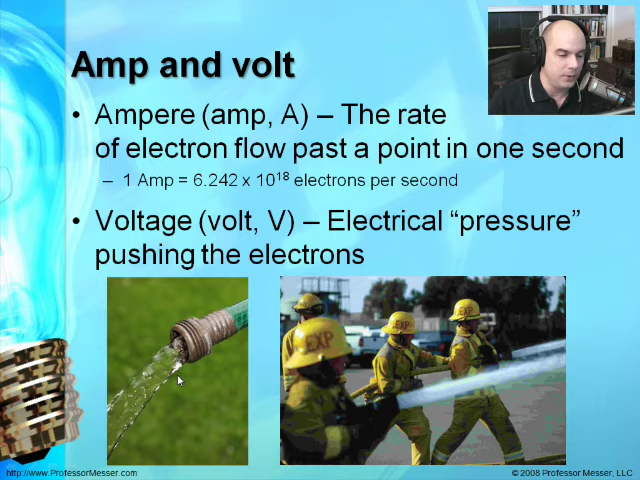 Amp and volt
• Ampere (amp, A) – The rate
of electron flow past a point in one second
– 1 Amp = 6.242 x 10¹⁸ electrons per second
• Voltage (volt, V) – Electrical “pressure”
pushing the electrons
EXP
EXP
EXP
http://www.ProfessorMesser.com
© 2008 Professor Messer, LLC